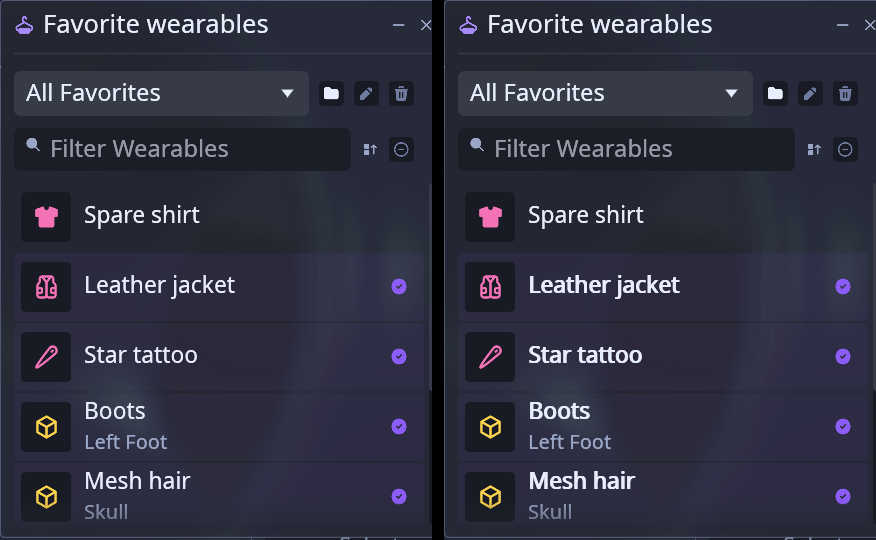 Favorite wearables
All Favorites
Filter Wearables
Spare shirt
Leather jacket
Star tattoo
Boots
Left Foot
Mesh hair
Skull
Favorite wearables
All Favorites
Filter Wearables
Spare shirt
Leather jacket
Star tattoo
Boots
Left Foot
Mesh hair
Skull